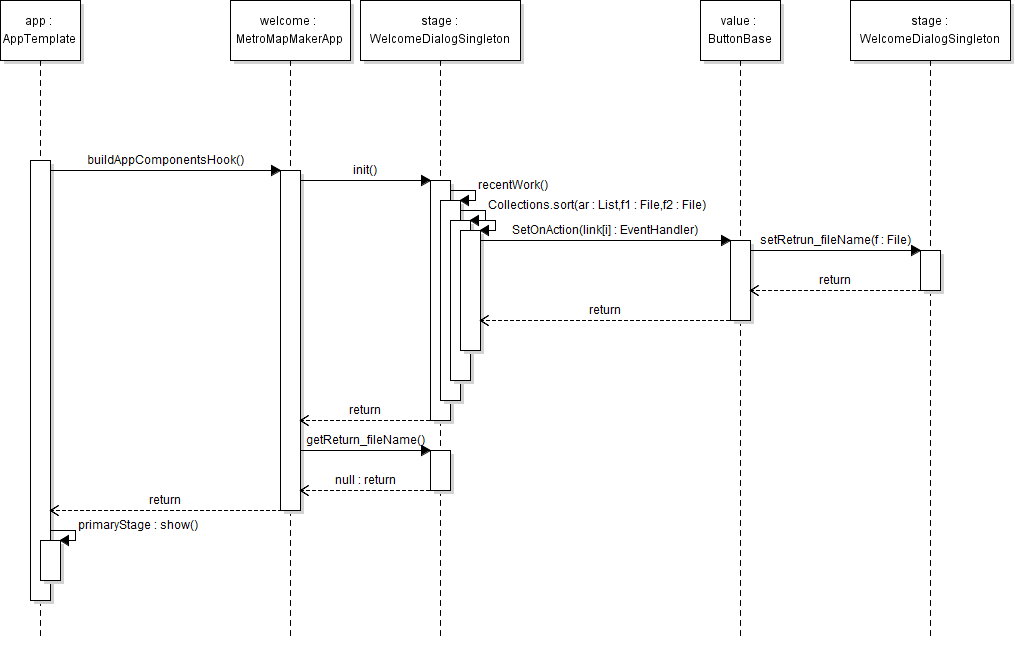 app :
AppTemplate
welcome :
MetroMapMakerApp
stage :
WelcomeDialogSingleton
value :
ButtonBase
stage :
WelcomeDialogSingleton
buildAppComponentsHook()
init()
recentWork()
Collections.sort(ar : List,f1 : File,f2 : File)
SetOnAction(link[i] : EventHandler)
setRetrun_fileName(f : File)
return
return
return
getReturn_fileName()
null : return
return
primaryStage : show()